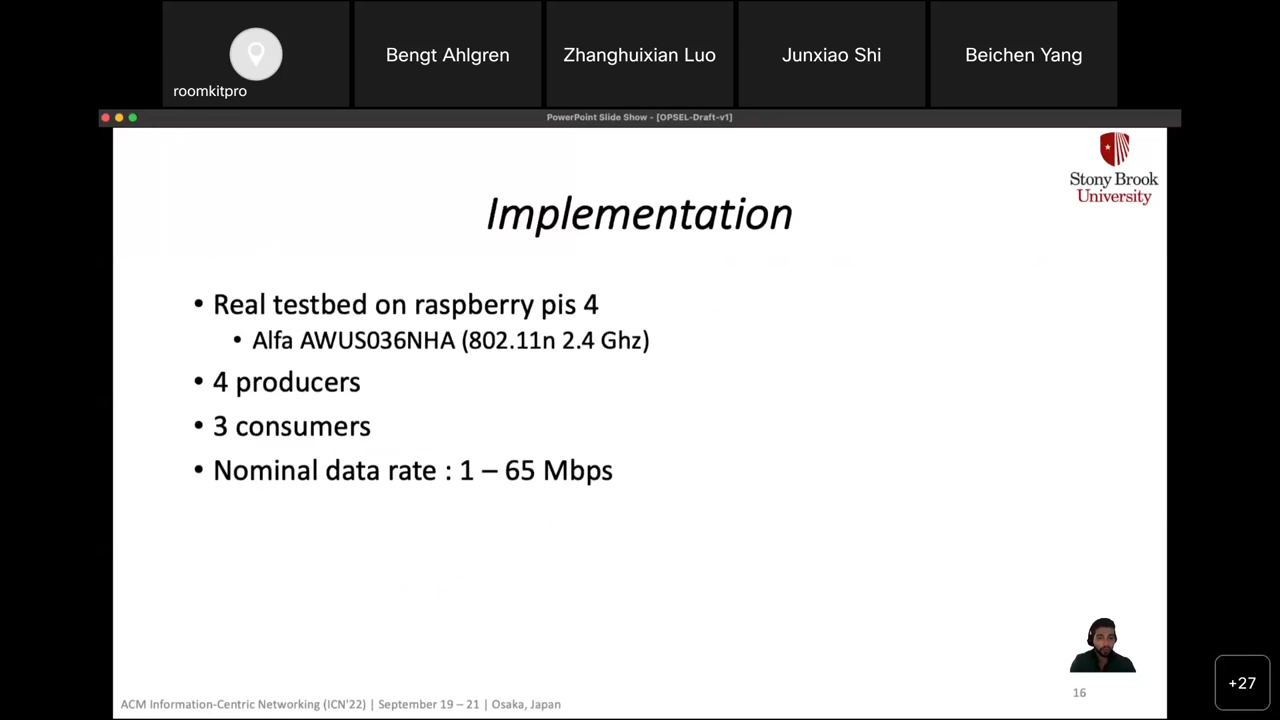 roomkitpro
Bengt Ahlgren
Zhanghuixian Luo
Junxiao Shi
Beichen Yang
PowerPoint Slide Show - [OPSEL-Draft-v1]
Stony Brook
University
Implementation
• Real testbed on raspberry pis 4
• Alfa AWUS036NHA (802.11n 2.4 Ghz)
• 4 producers
• 3 consumers
• Nominal data rate : 1 – 65 Mbps
ACM Information-Centric Networking (ICN'22) | September 19 – 21 | Osaka, Japan
16
+27